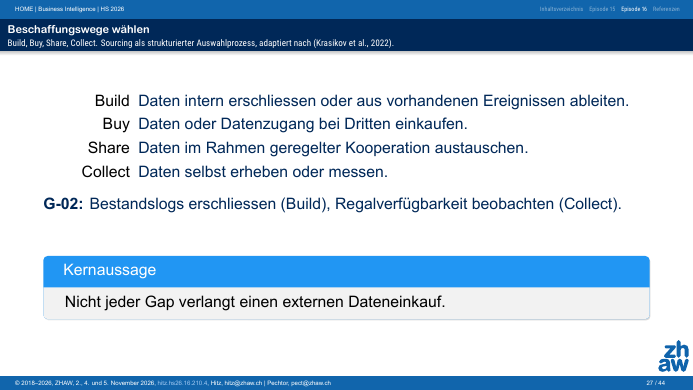 HOME | Business Intelligence | HS 2026
Inhaltsverzeichnis Episode 15 Episode 16 Referenzen
Beschaffungswege wählen
Build, Buy, Share, Collect. Sourcing als strukturierter Auswahlprozess, adaptiert nach (Krasikov et al., 2022).
Build Daten intern erschliessen oder aus vorhandenen Ereignissen ableiten.
Buy Daten oder Datenzugang bei Dritten einkaufen.
Share Daten im Rahmen geregelter Kooperation austauschen.
Collect Daten selbst erheben oder messen.
G-02: Bestandslogs erschliessen (Build), Regalverfügbarkeit beobachten (Collect).
Kernaussage
Nicht jeder Gap verlangt einen externen Dateneinkauf.
zh
aw
© 2018–2026, ZHAW, 2., 4. und 5. November 2026, hitz.hs26.16.210.4, Hitz, hitz@zhaw.ch | Pechtor, pect@zhaw.ch
27 / 44